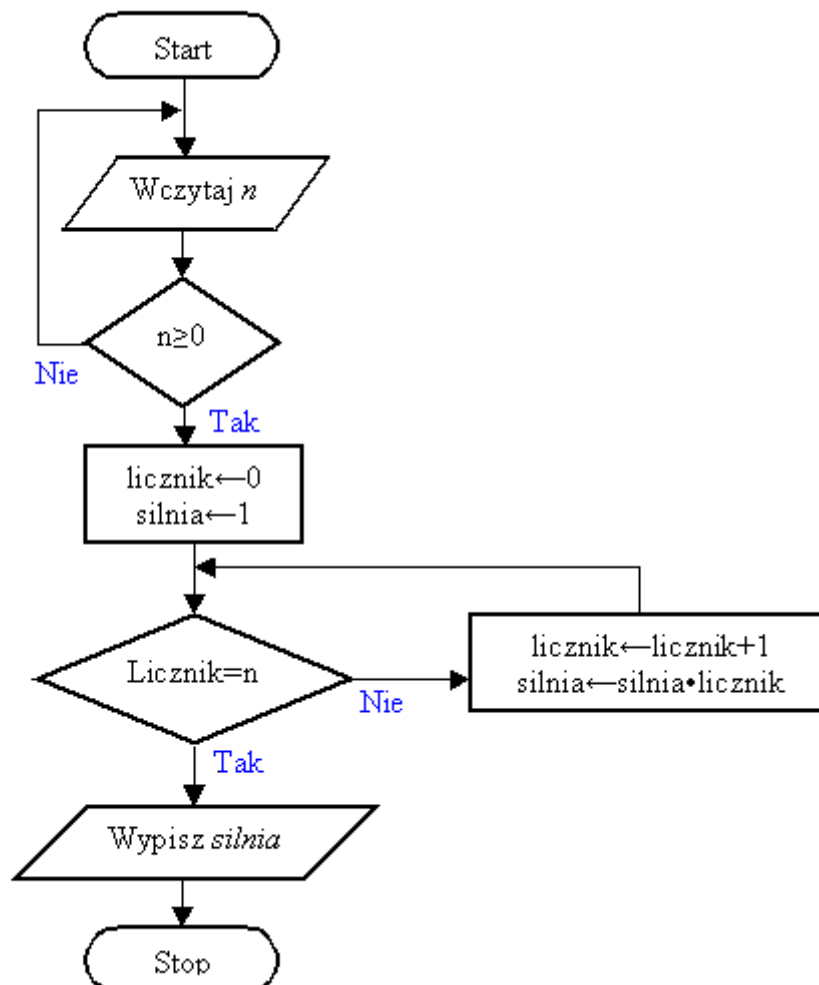 Start
Wczytaj n
n≥0
Nie
Tak
licznik←0
silnia←1
Licznik=n
Nie
licznik←licznik+1
silnia←silnia•licznik
Tak
Wypisz silnia
Stop